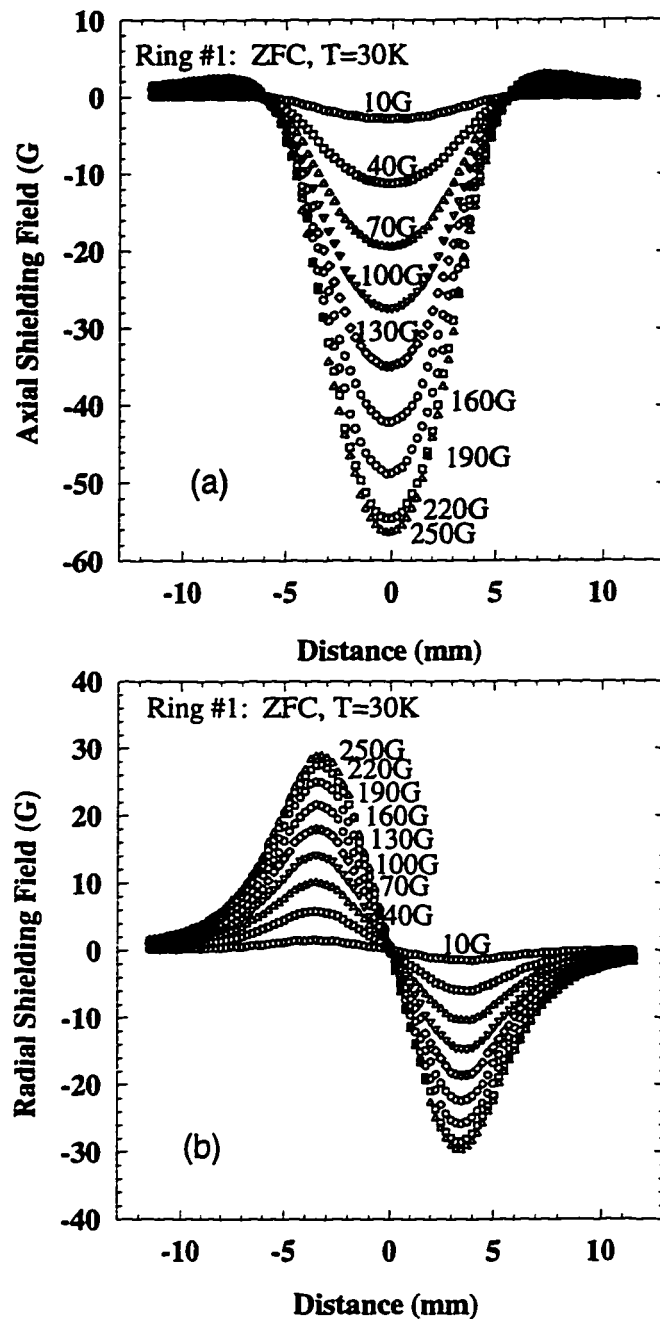 10
Ring #1: ZFC, T=30K
0
10G
-10
40G
70G
-20
100G
-30
130G
-40
160G
190G
-50
(a)
220G
250G
-60
Axial Shielding Field (G
-10 -5 0 5 10
Distance (mm)
40
Ring #1: ZFC, T=30K
30
250G
220G
190G
20
160G
130G
100G
10
70G
40G
10G
0
-10
-20
(b)
-30
-40
Radial Shielding Field (G)
-10 -5 0 5 10
Distance (mm)